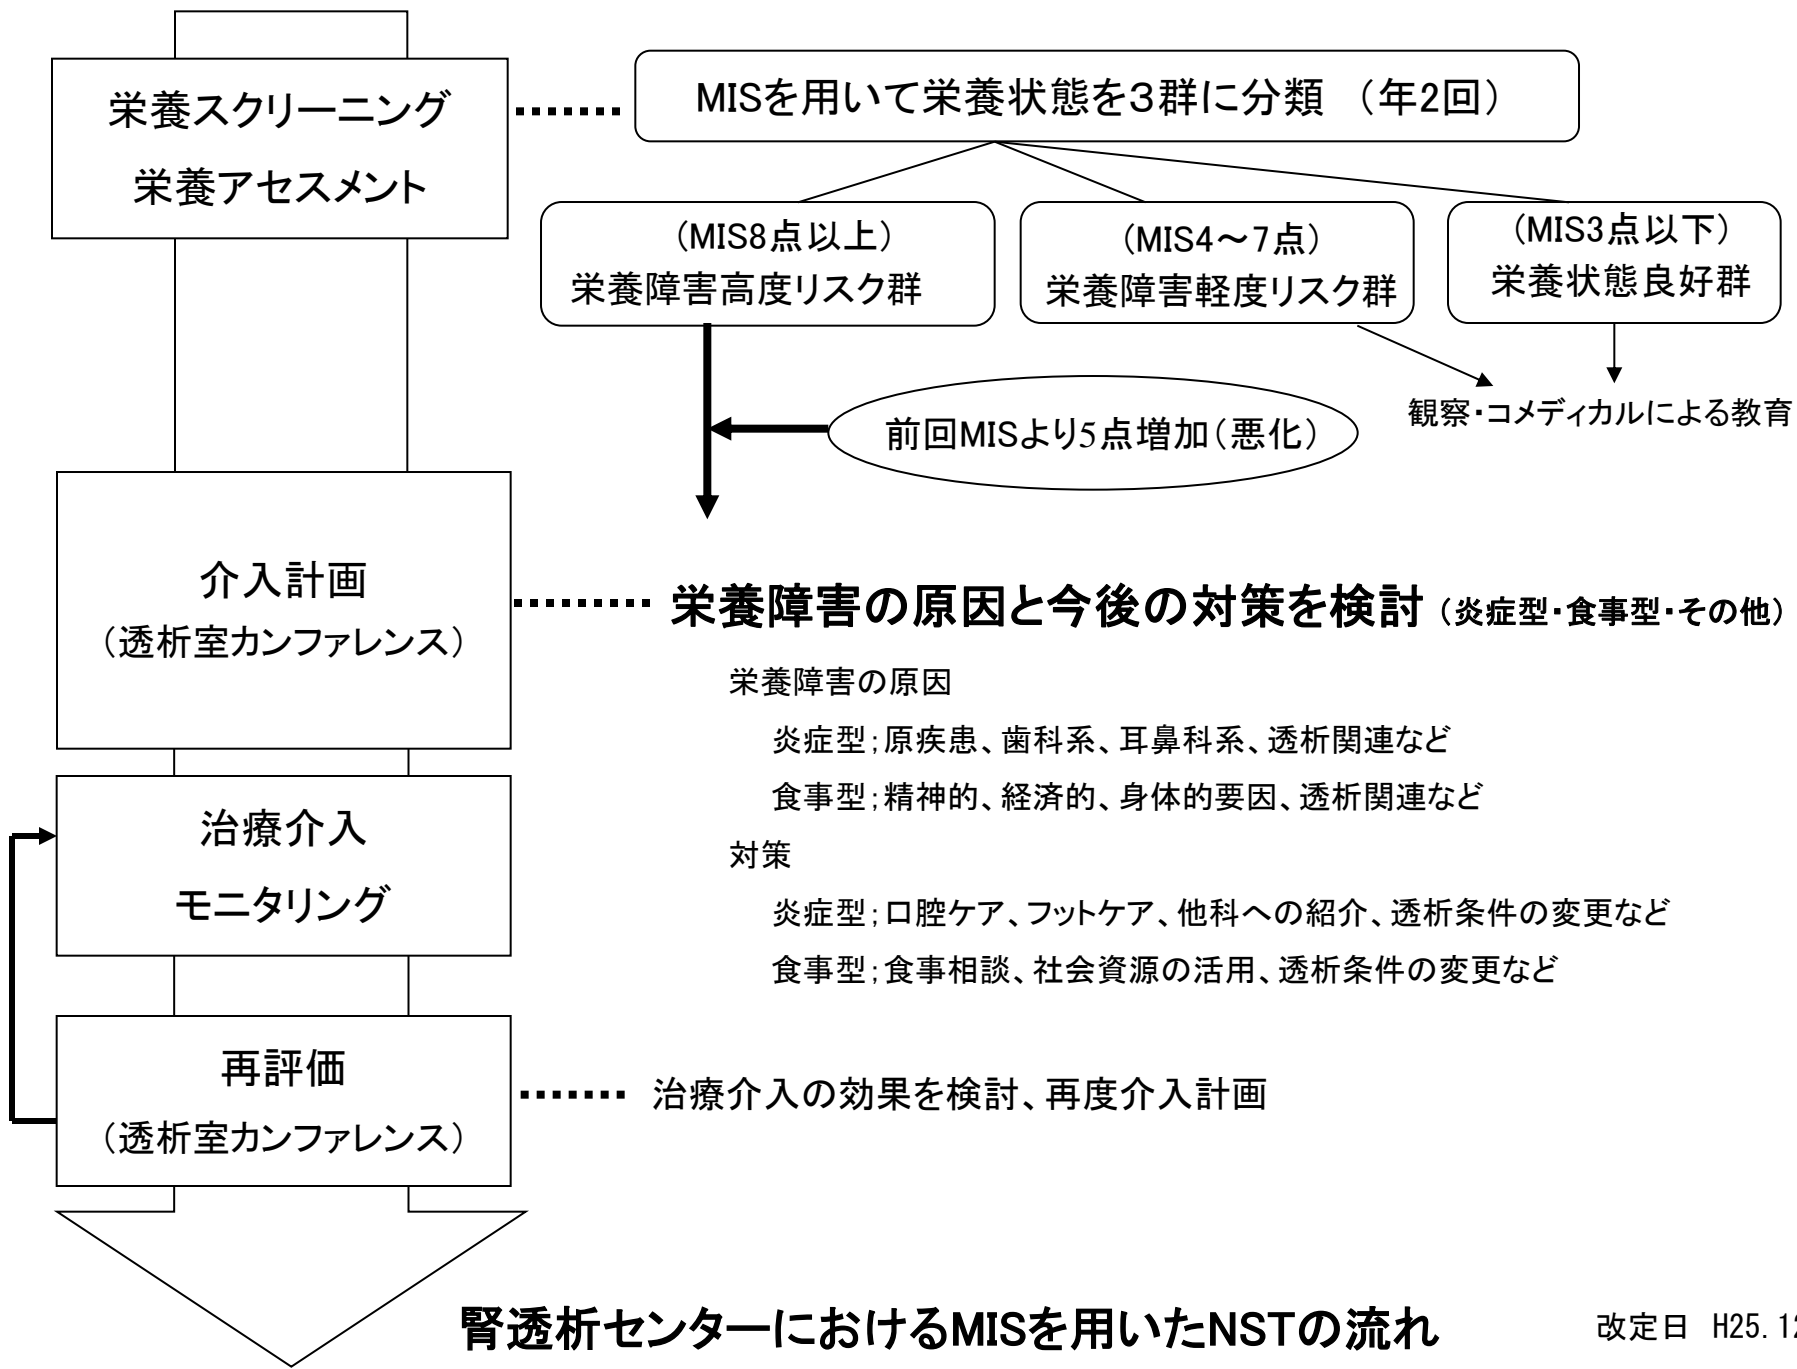 栄養スクリーニング
栄養アセスメント
MISを用いて栄養状態を3群に分類　（年2回）
（MIS8点以上）
栄養障害高度リスク群
（MIS4～7点）
栄養障害軽度リスク群
（MIS3点以下）
栄養状態良好群
前回MISより5点増加（悪化）
観察・コメディカルによる教育
介入計画
（透析室カンファレンス）
栄養障害の原因と今後の対策を検討（炎症型・食事型・その他）
栄養障害の原因
炎症型；原疾患、歯科系、耳鼻科系、透析関連など
食事型；精神的、経済的、身体的要因、透析関連など
対策
炎症型；口腔ケア、フットケア、他科への紹介、透析条件の変更など
食事型；食事相談、社会資源の活用、透析条件の変更など
治療介入
モニタリング
再評価
（透析室カンファレンス）
治療介入の効果を検討、再度介入計画
腎透析センターにおけるMISを用いたNSTの流れ
改定日　H25.12